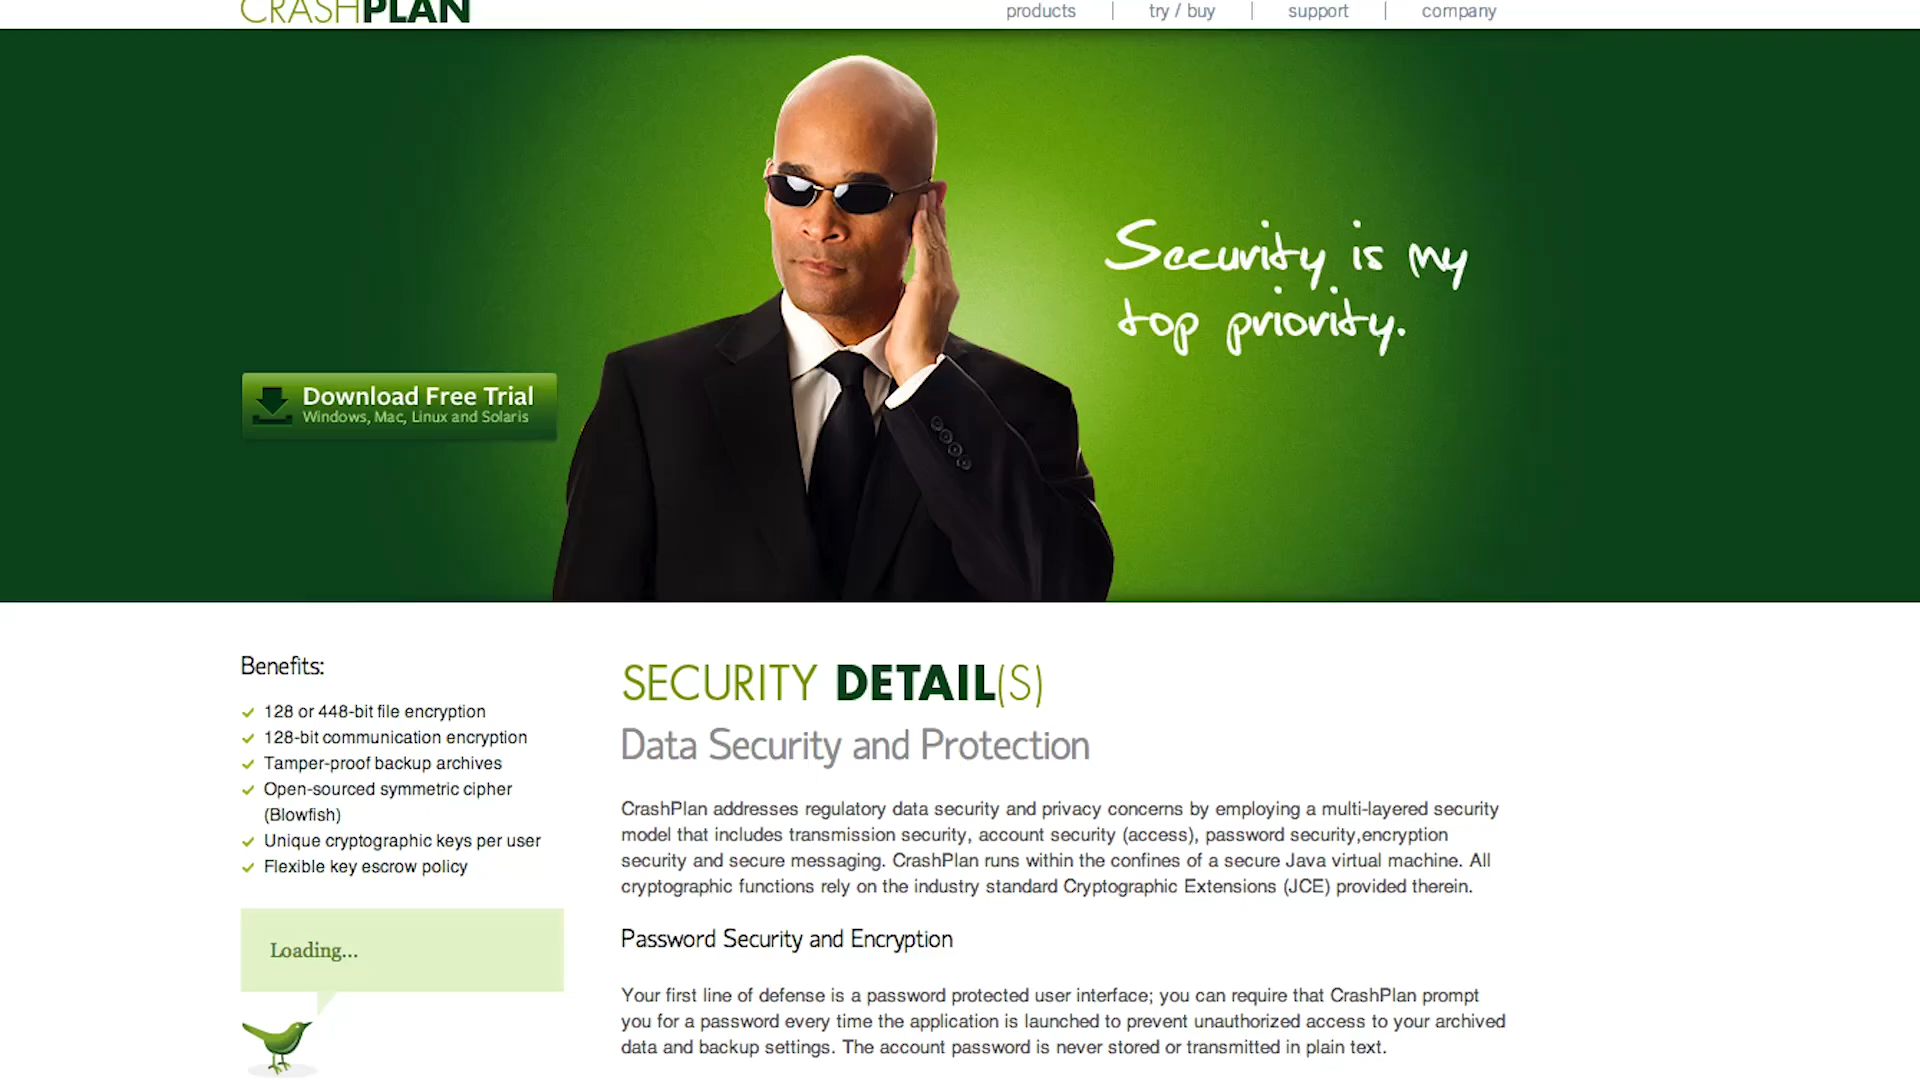 CRASHPLAN
products
try / buy
support
company
Security is my
top priority.
Download Free Trial
Windows, Mac, Linux and Solaris
Benefits:
128 or 448-bit file encryption
128-bit communication encryption
Tamper-proof backup archives
Open-sourced symmetric cipher
(Blowfish)
Unique cryptographic keys per user
Flexible key escrow policy
Loading...
SECURITY DETAIL(S)
Data Security and Protection
CrashPlan addresses regulatory data security and privacy concerns by employing a multi-layered security
model that includes transmission security, account security (access), password security,encryption
security and secure messaging. CrashPlan runs within the confines of a secure Java virtual machine. All
cryptographic functions rely on the industry standard Cryptographic Extensions (JCE) provided therein.
Password Security and Encryption
Your first line of defense is a password protected user interface; you can require that CrashPlan prompt
you for a password every time the application is launched to prevent unauthorized access to your archived
data and backup settings. The account password is never stored or transmitted in plain text.